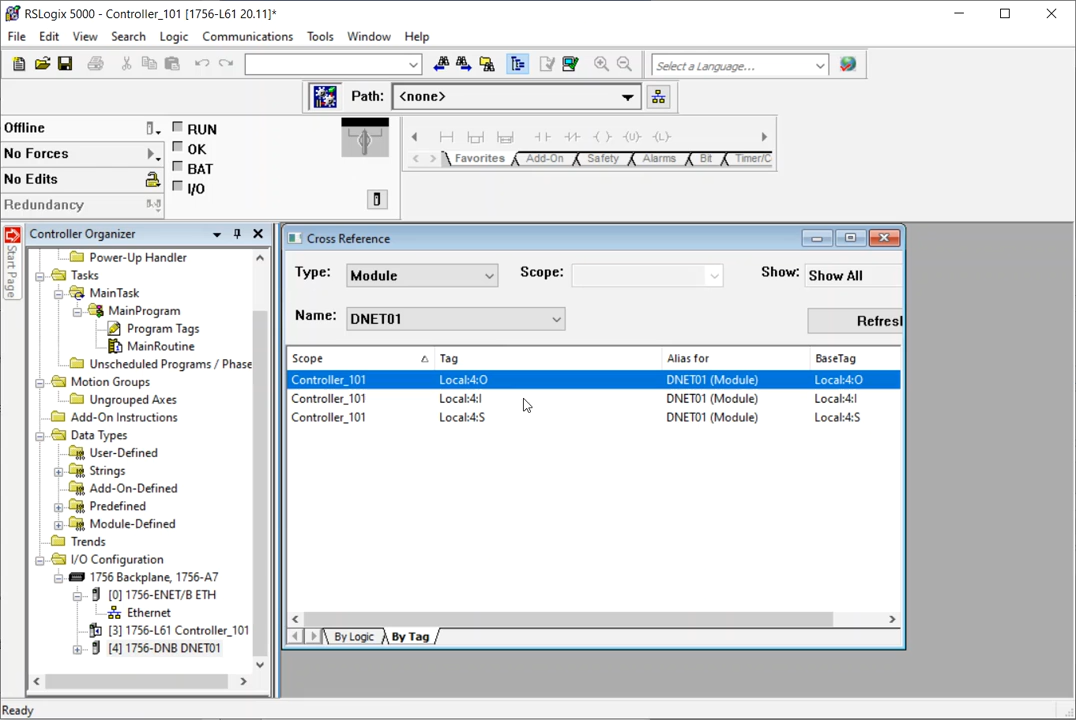 RSLogix 5000 - Controller_101 [1756-L61 20.11]*
File Edit View Search Logic Communications Tools Window Help
Select a Language...
Path: <none>
Offline
No Forces
No Edits
Redundancy
RUN
OK
BAT
I/O
Favorites Add-On Safety Alarms Bit Timer/C
Start Page
Controller Organizer
Power-Up Handler
Tasks
MainTask
MainProgram
Program Tags
MainRoutine
Unscheduled Programs / Phase
Motion Groups
Ungrouped Axes
Add-On Instructions
Data Types
User-Defined
Strings
Add-On-Defined
Predefined
Module-Defined
Trends
I/O Configuration
1756 Backplane, 1756-A7
[0] 1756-ENET/B ETH
Ethernet
[3] 1756-L61 Controller_101
[4] 1756-DNB DNET01
Cross Reference
Type: Module Scope: Show: Show All
Name: DNET01 Refresl
Scope Tag Alias for BaseTag
Controller_101 Local:4:O DNET01 (Module) Local:4:O
Controller_101 Local:4:I DNET01 (Module) Local:4:I
Controller_101 Local:4:S DNET01 (Module) Local:4:S
By Logic By Tag
Ready